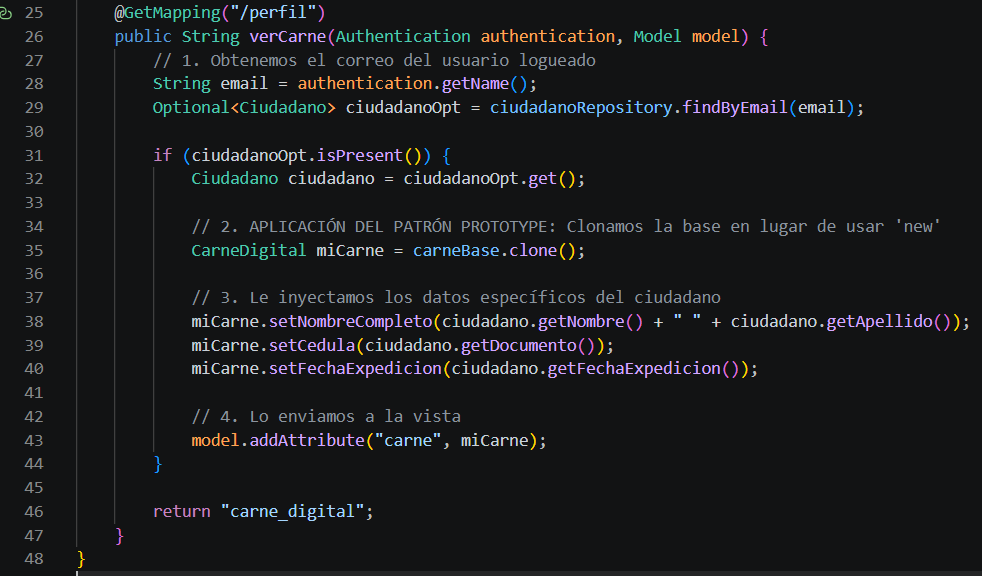 25 @GetMapping("/perfil")
26 public String verCarne(Authentication authentication, Model model) {
27 // 1. Obtenemos el correo del usuario logueado
28 String email = authentication.getName();
29 Optional<Ciudadano> ciudadanoOpt = ciudadanoRepository.findByEmail(email);
30
31 if (ciudadanoOpt.isPresent()) {
32 Ciudadano ciudadano = ciudadanoOpt.get();
33
34 // 2. APLICACIÓN DEL PATRÓN PROTOTYPE: Clonamos la base en lugar de usar 'new'
35 CarneDigital miCarne = carneBase.clone();
36
37 // 3. Le inyectamos los datos específicos del ciudadano
38 miCarne.setNombreCompleto(ciudadano.getNombre() + " " + ciudadano.getApellido());
39 miCarne.setCedula(ciudadano.getDocumento());
40 miCarne.setFechaExpedicion(ciudadano.getFechaExpedicion());
41
42 // 4. Lo enviamos a la vista
43 model.addAttribute("carne", miCarne);
44 }
45
46 return "carne_digital";
47 }
48 }